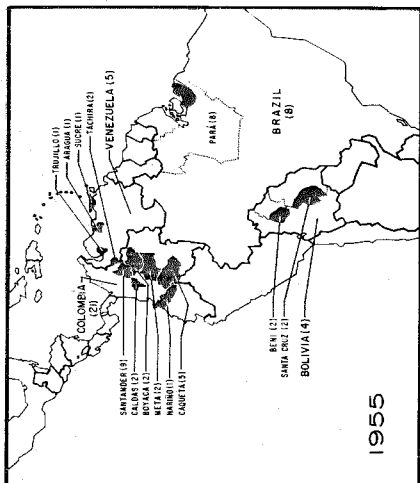 TRUJILLO (1)
ARAGUA (1)
SUCRE (1)
TACHIRA (2)
VENEZUELA (5)
COLOMBIA
(21)
SANTANDER (9)
CALDAS (2)
BOYACA (2)
META (2)
NARIÑO (1)
CAQUETA (5)
PARÁ (8)
BRAZIL
(8)
BENI (2)
SANTA CRUZ (2)
BOLIVIA (4)
1955